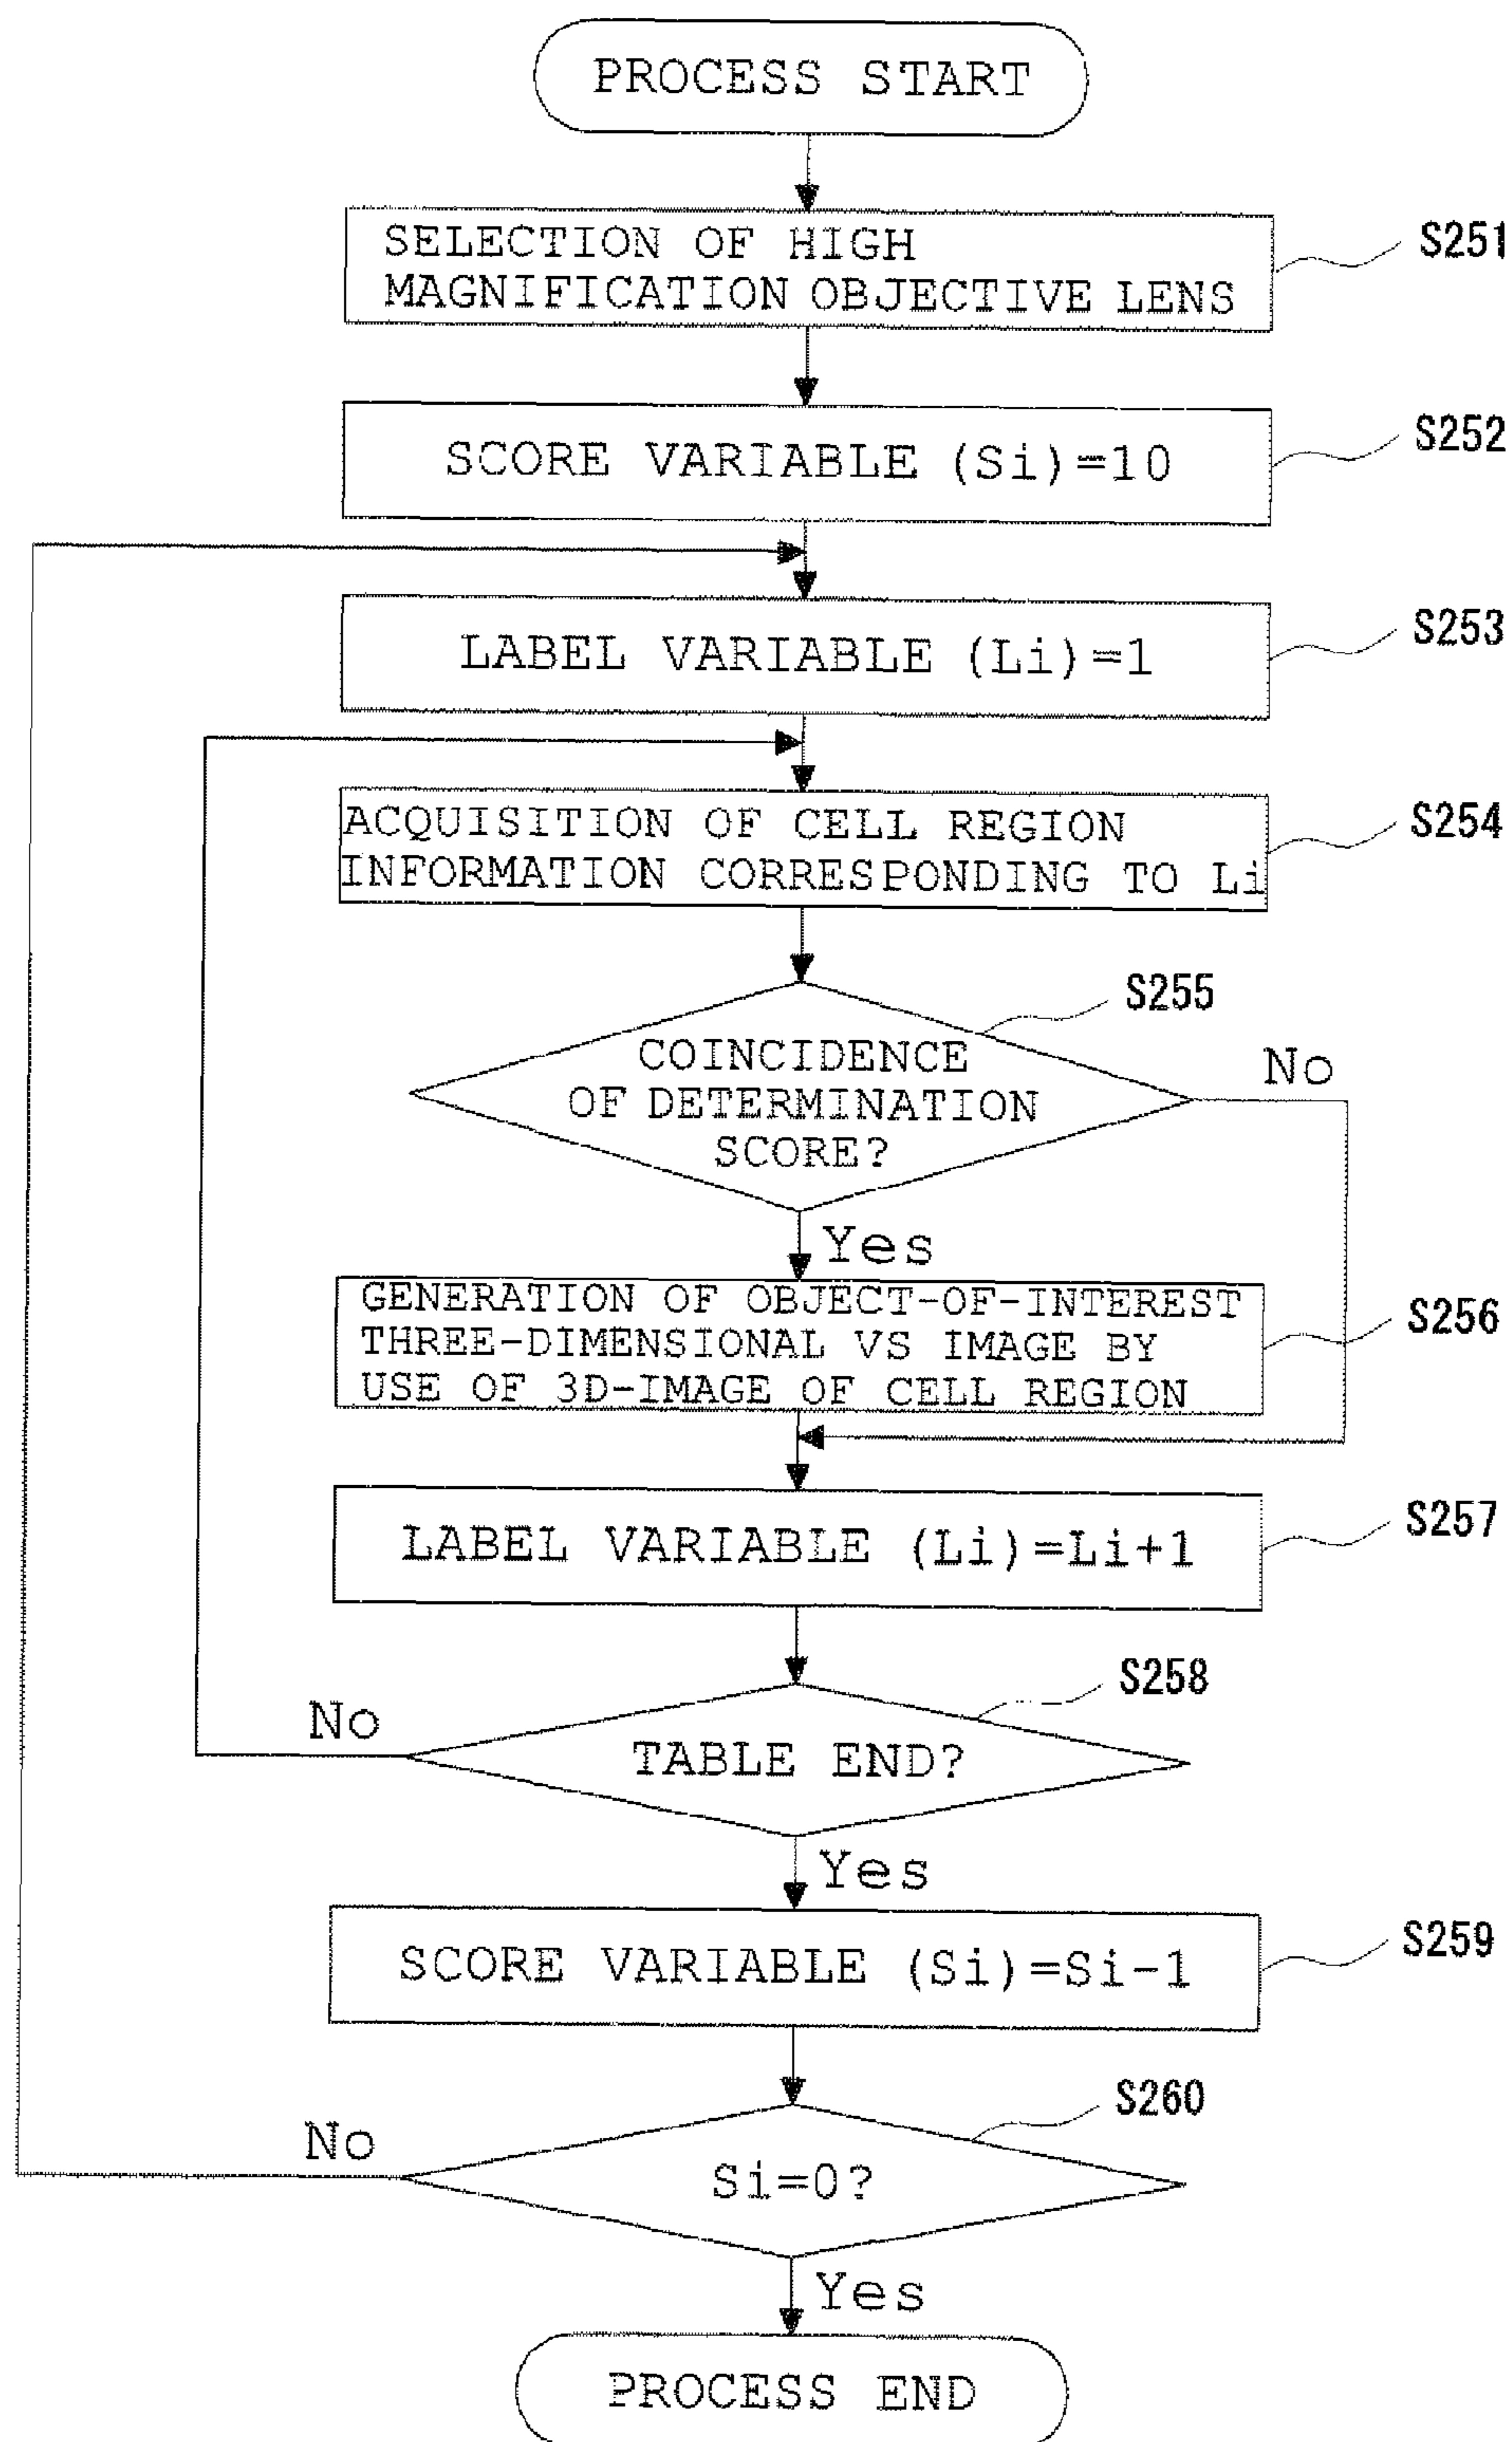 PROCESS START
SELECTION OF HIGH
MAGNIFICATION OBJECTIVE LENS
S251
SCORE VARIABLE (Si)=10
S252
LABEL VARIABLE (Li)=1
S253
ACQUISITION OF CELL REGION
INFORMATION CORRESPONDING TO Li
S254
S255
COINCIDENCE
OF DETERMINATION
SCORE?
No
Yes
GENERATION OF OBJECT-OF-INTEREST
THREE-DIMENSIONAL VS IMAGE BY
USE OF 3D-IMAGE OF CELL REGION
S256
LABEL VARIABLE (Li)=Li+1
S257
S258
No
TABLE END?
Yes
SCORE VARIABLE (Si)=Si-1
S259
S260
No
Si=0?
Yes
PROCESS END